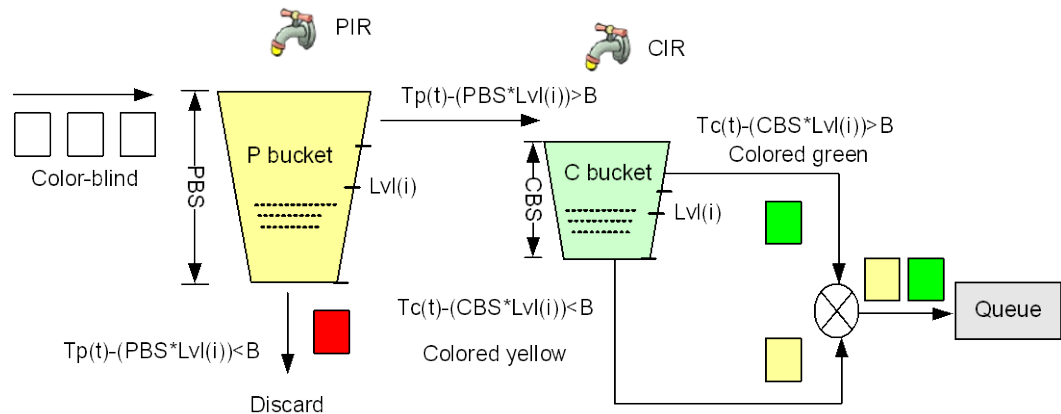 PIR
CIR
Tp(t)-(PBS*Lvl(i))>B
Tc(t)-(CBS*Lvl(i))>B
Colored green
Color-blind
PBS
P bucket
Lvl(i)
CBS
C bucket
Lvl(i)
Tc(t)-(CBS*Lvl(i))<B
Colored yellow
Queue
Tp(t)-(PBS*Lvl(i))<B
Discard